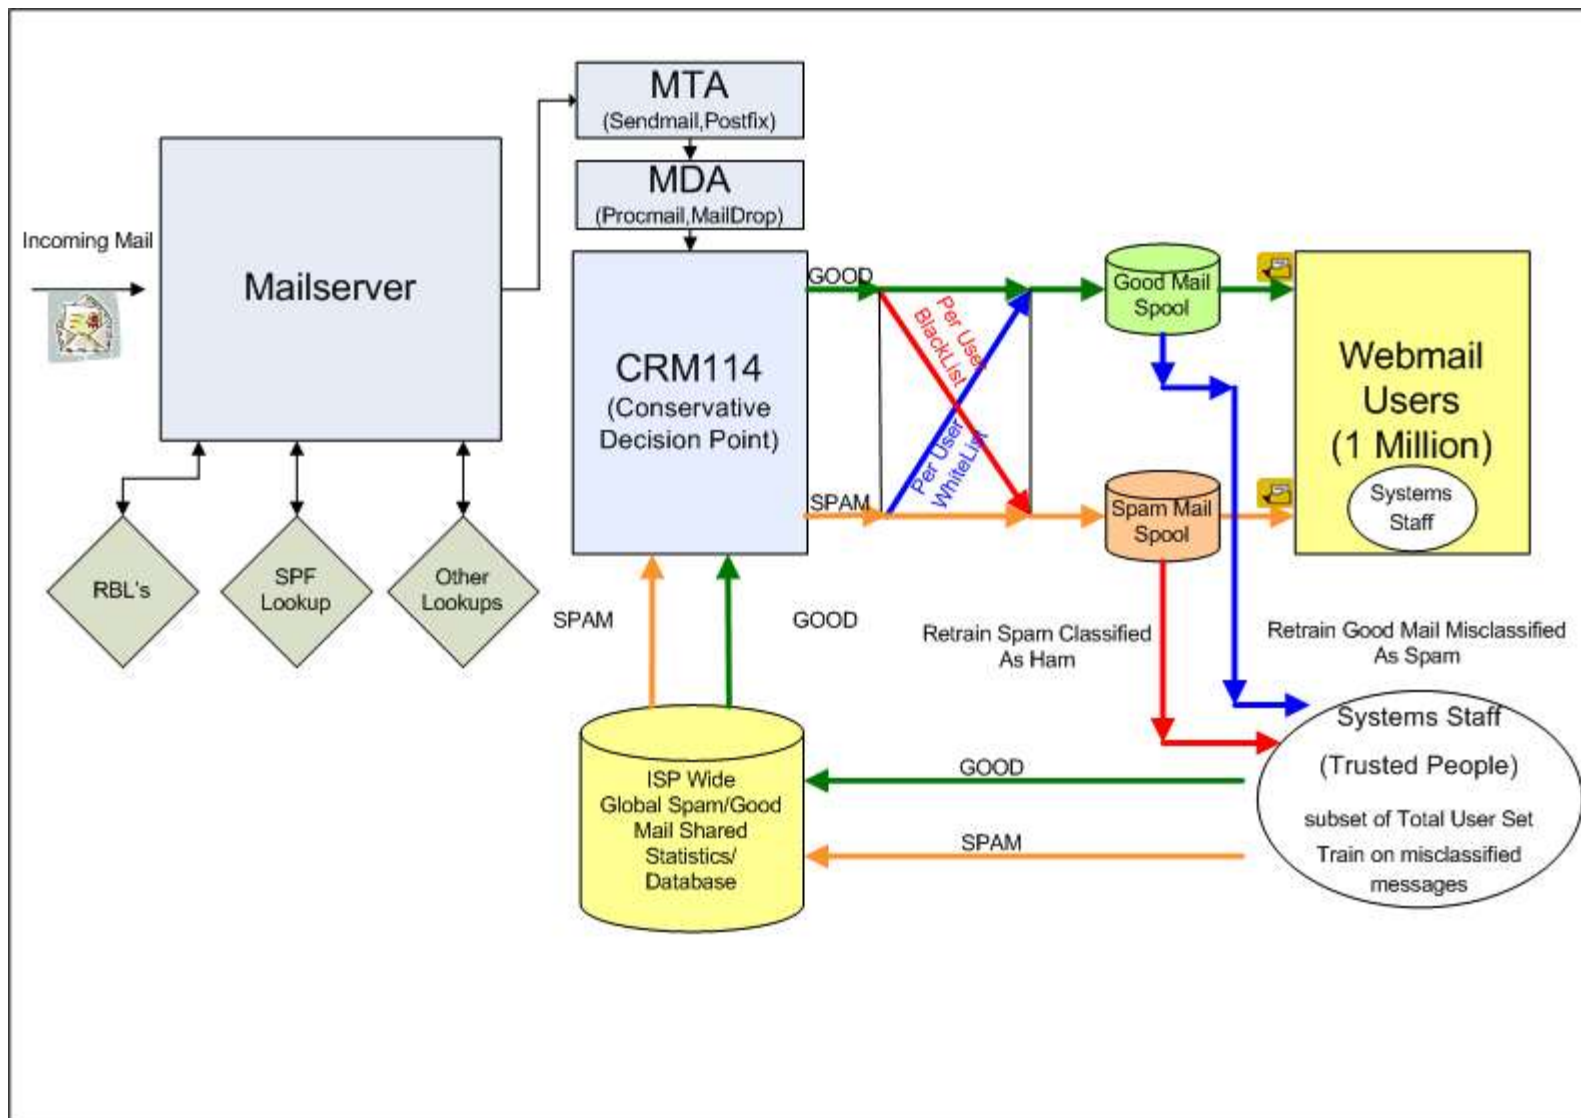 MTA
(Sendmail,Postfix)
MDA
(Procmail,MailDrop)
Incoming Mail
Mailserver
CRM114
(Conservative
Decision Point)
GOOD
SPAM
Per User
BlackList
Per User
WhiteList
Good Mail
Spool
Spam Mail
Spool
Webmail
Users
(1 Million)
Systems
Staff
RBL's
SPF
Lookup
Other
Lookups
SPAM
GOOD
Retrain Spam Classified
As Ham
Retrain Good Mail Misclassified
As Spam
ISP Wide
Global Spam/Good
Mail Shared
Statistics/
Database
GOOD
SPAM
Systems Staff
(Trusted People)
subset of Total User Set
Train on misclassified
messages